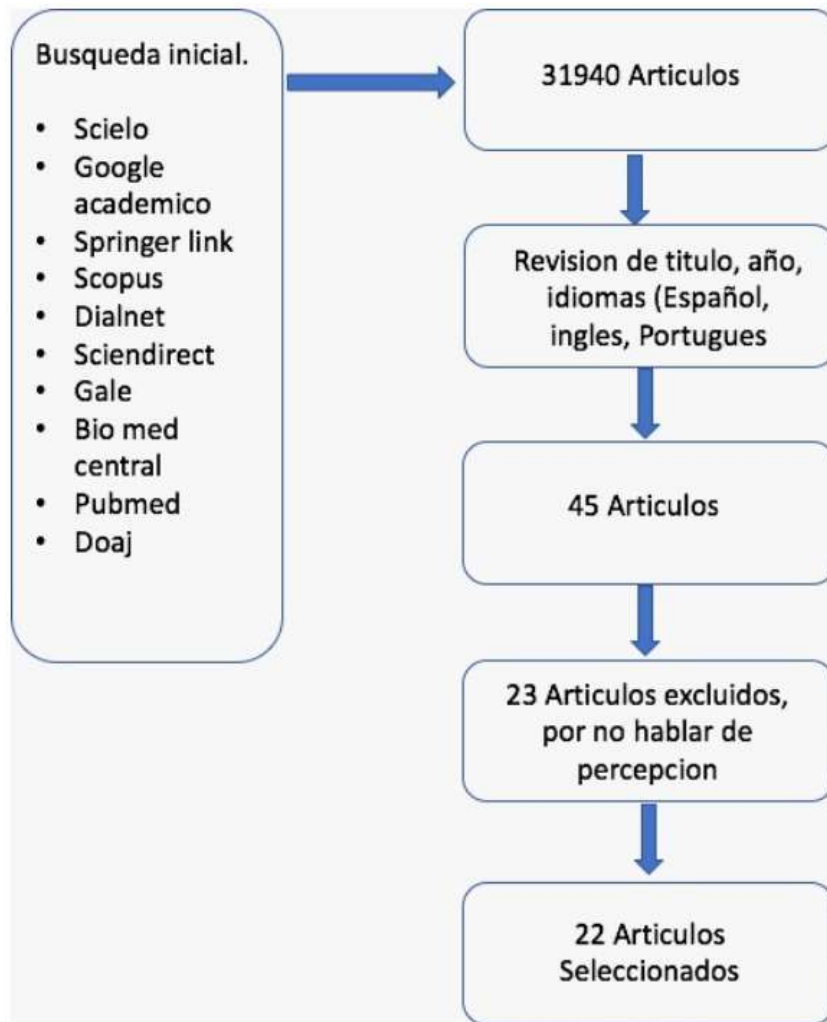 Busqueda inicial.
• Scielo
• Google
academico
• Springer link
• Scopus
• Dialnet
• Sciendirect
• Gale
• Bio med
central
• Pubmed
• Doaj
31940 Articulos
Revision de titulo, año,
idiomas (Español,
ingles, Portugues
45 Articulos
23 Articulos excluidos,
por no hablar de
percepcion
22 Articulos
Seleccionados